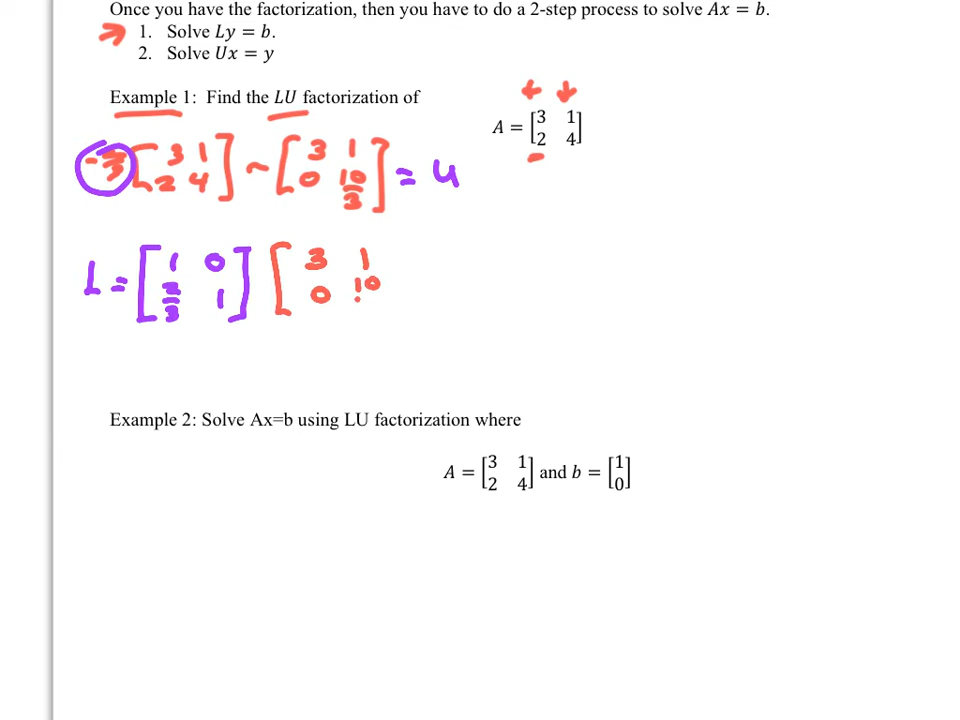 Once you have the factorization, then you have to do a 2-step process to solve Ax = b.
1. Solve Ly = b.
2. Solve Ux = y
Example 1: Find the LU factorization of
A = [3 1
2 4]
[3 1
2 4] ~ [3 1
0 10/3] = U
L = [1 0
2/3 1] [3 1
0 10
Example 2: Solve Ax=b using LU factorization where
A = [3 1
2 4] and b = [1
0]